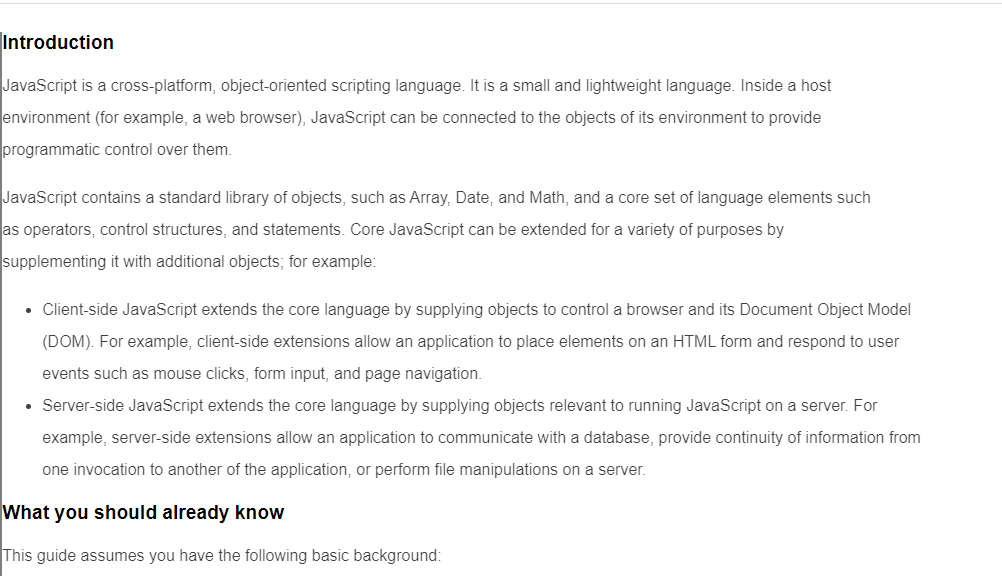 Introduction
JavaScript is a cross-platform, object-oriented scripting language. It is a small and lightweight language. Inside a host
environment (for example, a web browser), JavaScript can be connected to the objects of its environment to provide
programmatic control over them.
JavaScript contains a standard library of objects, such as Array, Date, and Math, and a core set of language elements such
as operators, control structures, and statements. Core JavaScript can be extended for a variety of purposes by
supplementing it with additional objects; for example:
• Client-side JavaScript extends the core language by supplying objects to control a browser and its Document Object Model
(DOM). For example, client-side extensions allow an application to place elements on an HTML form and respond to user
events such as mouse clicks, form input, and page navigation.
• Server-side JavaScript extends the core language by supplying objects relevant to running JavaScript on a server. For
example, server-side extensions allow an application to communicate with a database, provide continuity of information from
one invocation to another of the application, or perform file manipulations on a server.
What you should already know
This guide assumes you have the following basic background: